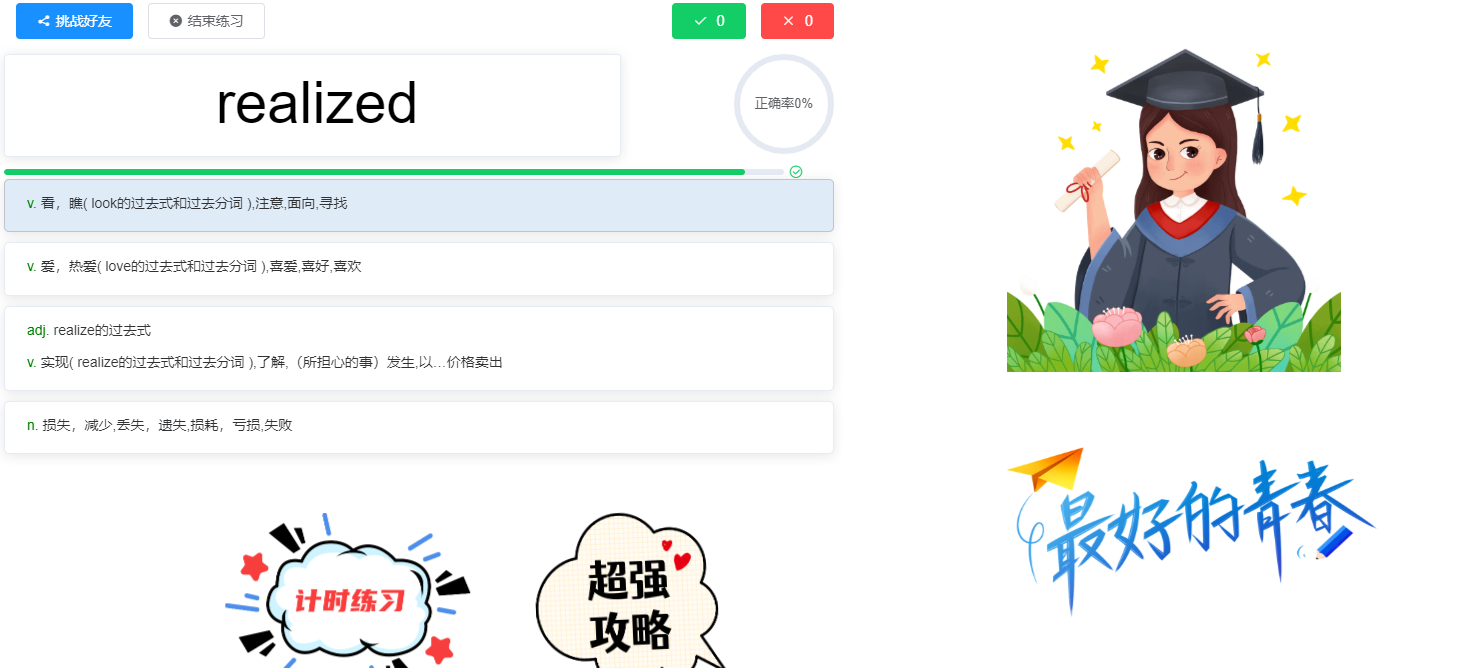 挑战好友 结束练习 0 0
realized
正确率0%
v. 看，瞧( look的过去式和过去分词 ),注意,面向,寻找
v. 爱，热爱( love的过去式和过去分词 ),喜爱,喜好,喜欢
adj. realize的过去式
v. 实现( realize的过去式和过去分词 ),了解,（所担心的事）发生,以…价格卖出
n. 损失，减少,丢失，遗失,损耗，亏损,失败
计时练习
超强
攻略
最好的青春